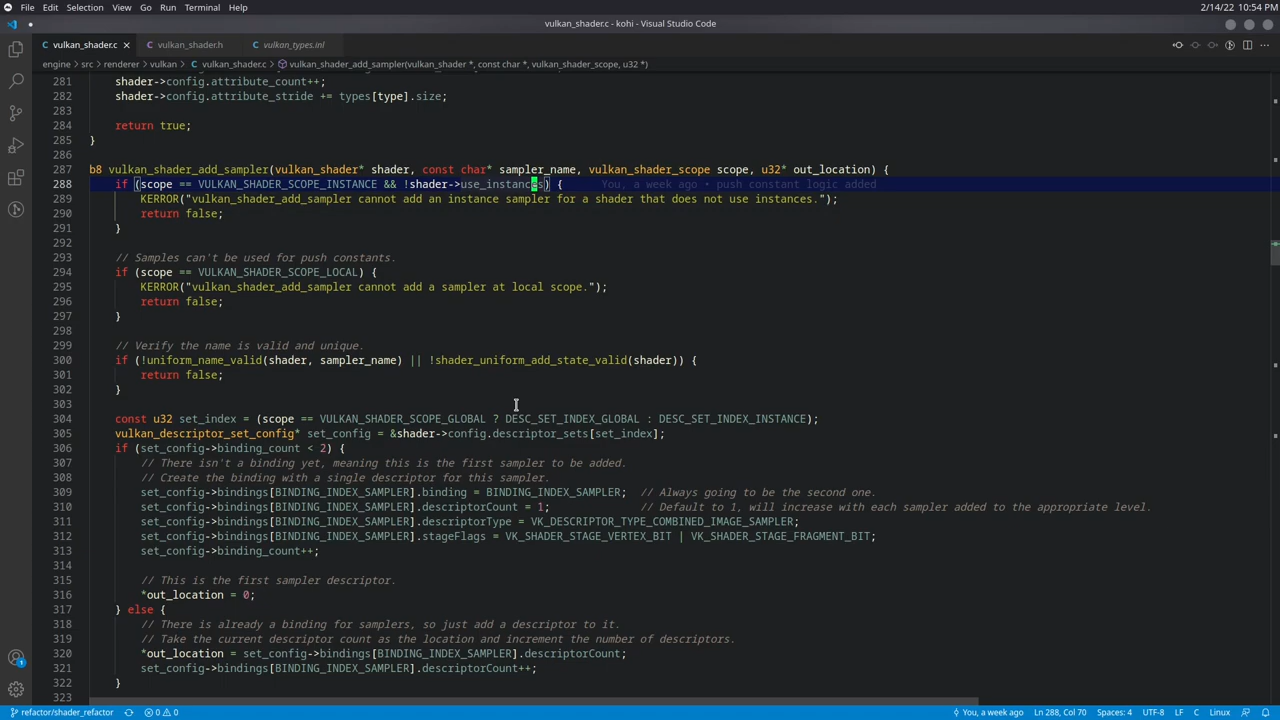 File Edit Selection View Go Run Terminal Help
2/14/22 10:54 PM
vulkan_shader.c - kohi - Visual Studio Code
vulkan_shader.c vulkan_shader.h vulkan_types.inl
engine > src > renderer > vulkan > vulkan_shader.c > vulkan_shader_add_sampler(vulkan_shader *, const char *, vulkan_shader_scope, u32 *)
281 shader->config.attribute_count++;
282 shader->config.attribute_stride += types[type].size;
283
284 return true;
285 }
286
287 b8 vulkan_shader_add_sampler(vulkan_shader* shader, const char* sampler_name, vulkan_shader_scope scope, u32* out_location) {
288 if (scope == VULKAN_SHADER_SCOPE_INSTANCE && !shader->use_instances) { You, a week ago • push constant logic added
289 KERROR("vulkan_shader_add_sampler cannot add an instance sampler for a shader that does not use instances.");
290 return false;
291 }
292
293 // Samples can't be used for push constants.
294 if (scope == VULKAN_SHADER_SCOPE_LOCAL) {
295 KERROR("vulkan_shader_add_sampler cannot add a sampler at local scope.");
296 return false;
297 }
298
299 // Verify the name is valid and unique.
300 if (!uniform_name_valid(shader, sampler_name) || !shader_uniform_add_state_valid(shader)) {
301 return false;
302 }
303
304 const u32 set_index = (scope == VULKAN_SHADER_SCOPE_GLOBAL ? DESC_SET_INDEX_GLOBAL : DESC_SET_INDEX_INSTANCE);
305 vulkan_descriptor_set_config* set_config = &shader->config.descriptor_sets[set_index];
306 if (set_config->binding_count < 2) {
307 // There isn't a binding yet, meaning this is the first sampler to be added.
308 // Create the binding with a single descriptor for this sampler.
309 set_config->bindings[BINDING_INDEX_SAMPLER].binding = BINDING_INDEX_SAMPLER; // Always going to be the second one.
310 set_config->bindings[BINDING_INDEX_SAMPLER].descriptorCount = 1; // Default to 1, will increase with each sampler added to the appropriate level.
311 set_config->bindings[BINDING_INDEX_SAMPLER].descriptorType = VK_DESCRIPTOR_TYPE_COMBINED_IMAGE_SAMPLER;
312 set_config->bindings[BINDING_INDEX_SAMPLER].stageFlags = VK_SHADER_STAGE_VERTEX_BIT | VK_SHADER_STAGE_FRAGMENT_BIT;
313 set_config->binding_count++;
314
315 // This is the first sampler descriptor.
316 *out_location = 0;
317 } else {
318 // There is already a binding for samplers, so just add a descriptor to it.
319 // Take the current descriptor count as the location and increment the number of descriptors.
320 *out_location = set_config->bindings[BINDING_INDEX_SAMPLER].descriptorCount;
321 set_config->bindings[BINDING_INDEX_SAMPLER].descriptorCount++;
322 }
323
refactor/shader_refactor 0 0 You, a week ago Ln 288, Col 70 Spaces: 4 UTF-8 LF C Linux